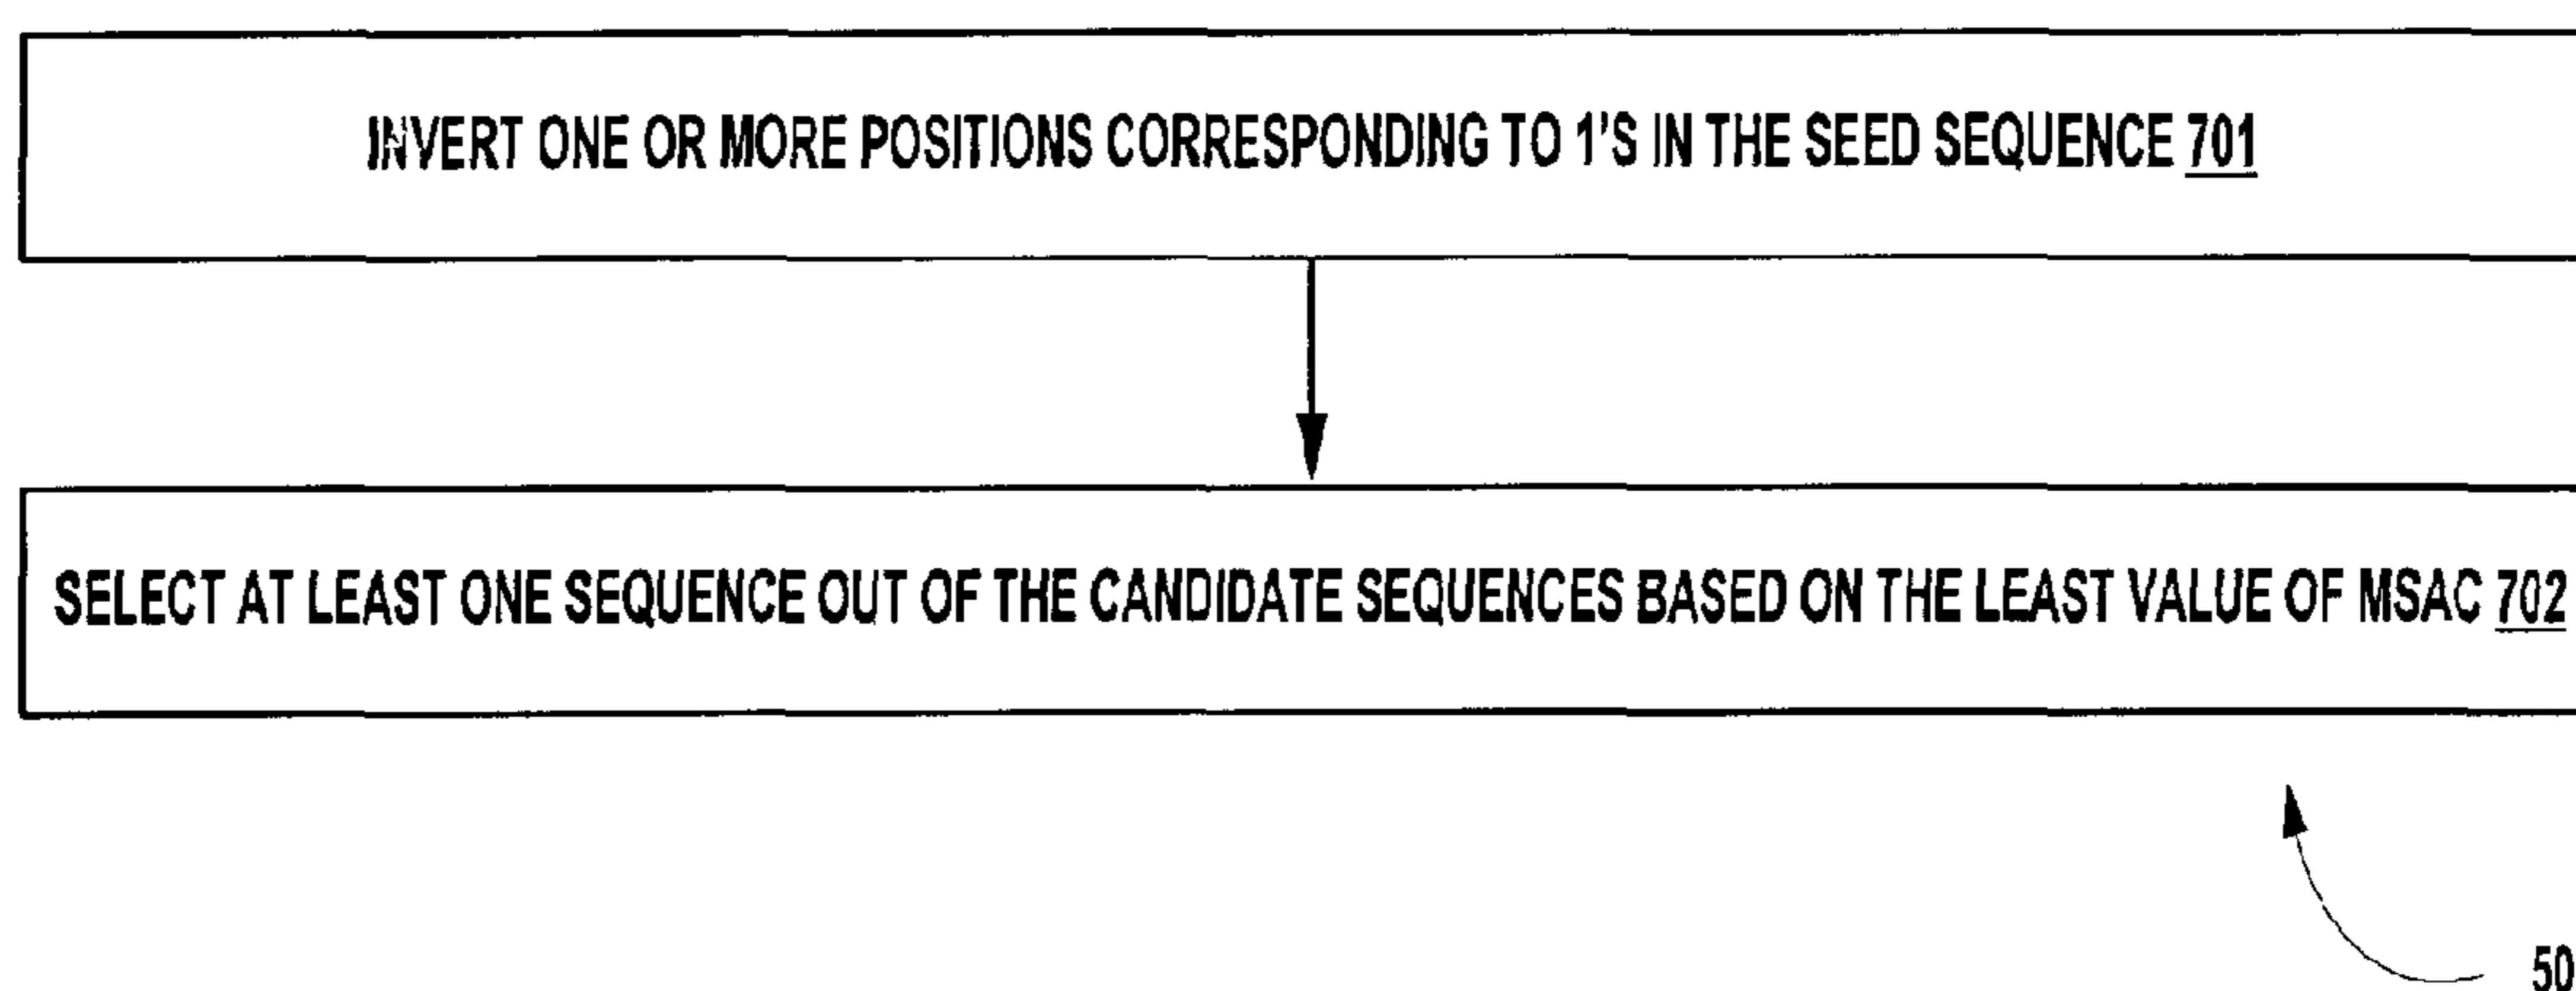 INVERT ONE OR MORE POSITIONS CORRESPONDING TO 1'S IN THE SEED SEQUENCE 701
SELECT AT LEAST ONE SEQUENCE OUT OF THE CANDIDATE SEQUENCES BASED ON THE LEAST VALUE OF MSAC 702
50